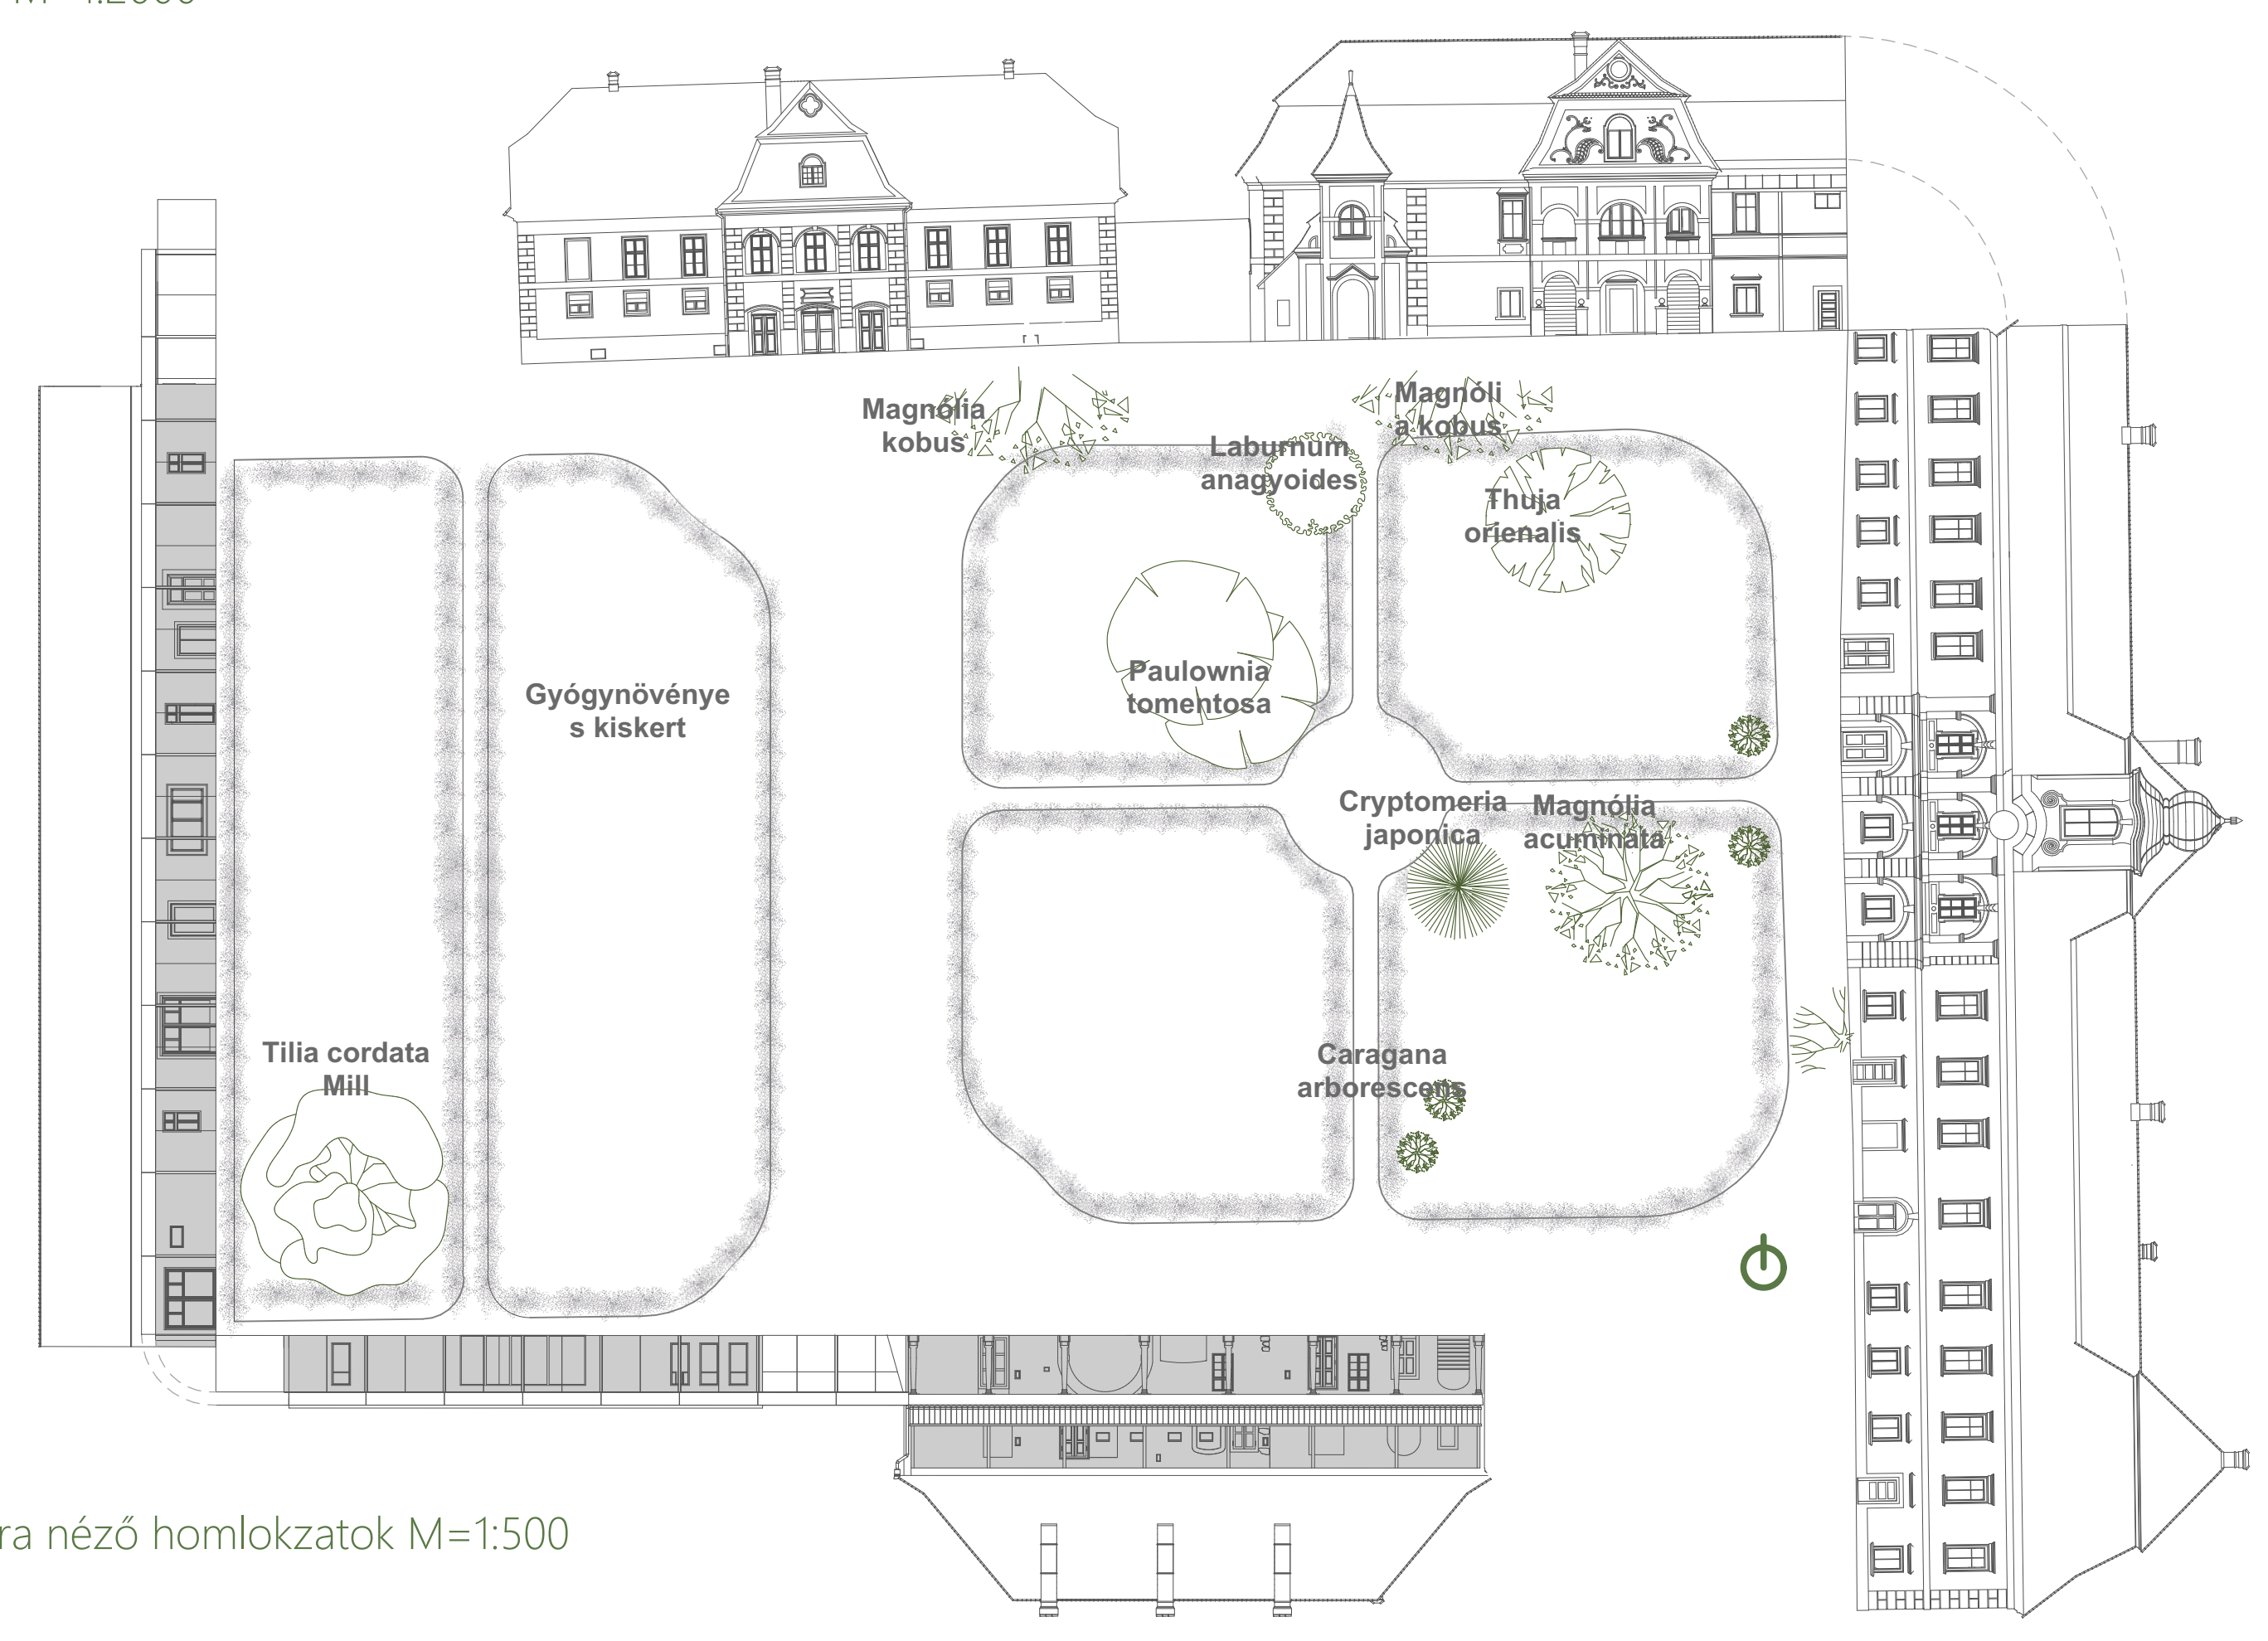 Magnólia
kobus
Magnóli
a kobus
Laburnum
anagyoides
Thuja
orienalis
Paulownia
tomentosa
Gyógynövénye
s kiskert
Cryptomeria
japonica
Magnólia
acumináta
Tilia cordata
Mill
Caragana
arborescens
ra néző homlokzatok M=1:500